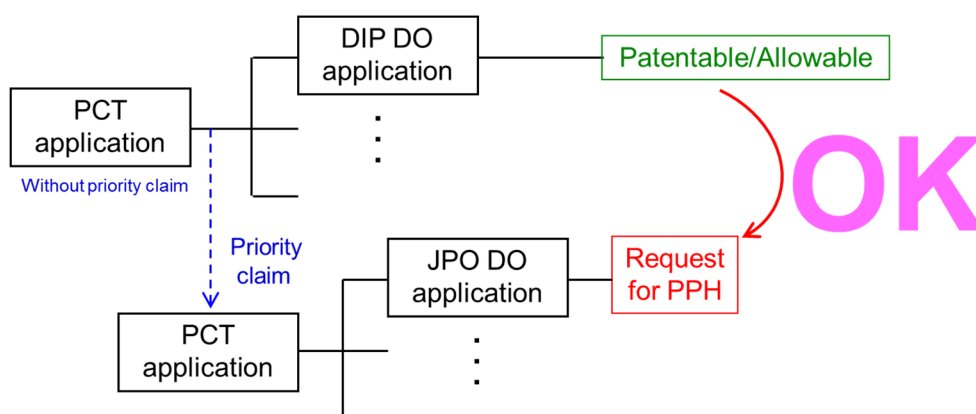 DIP DO
application
Patentable/Allowable
PCT
application
Without priority claim
OK
Priority
claim
JPO DO
application
Request
for PPH
PCT
application